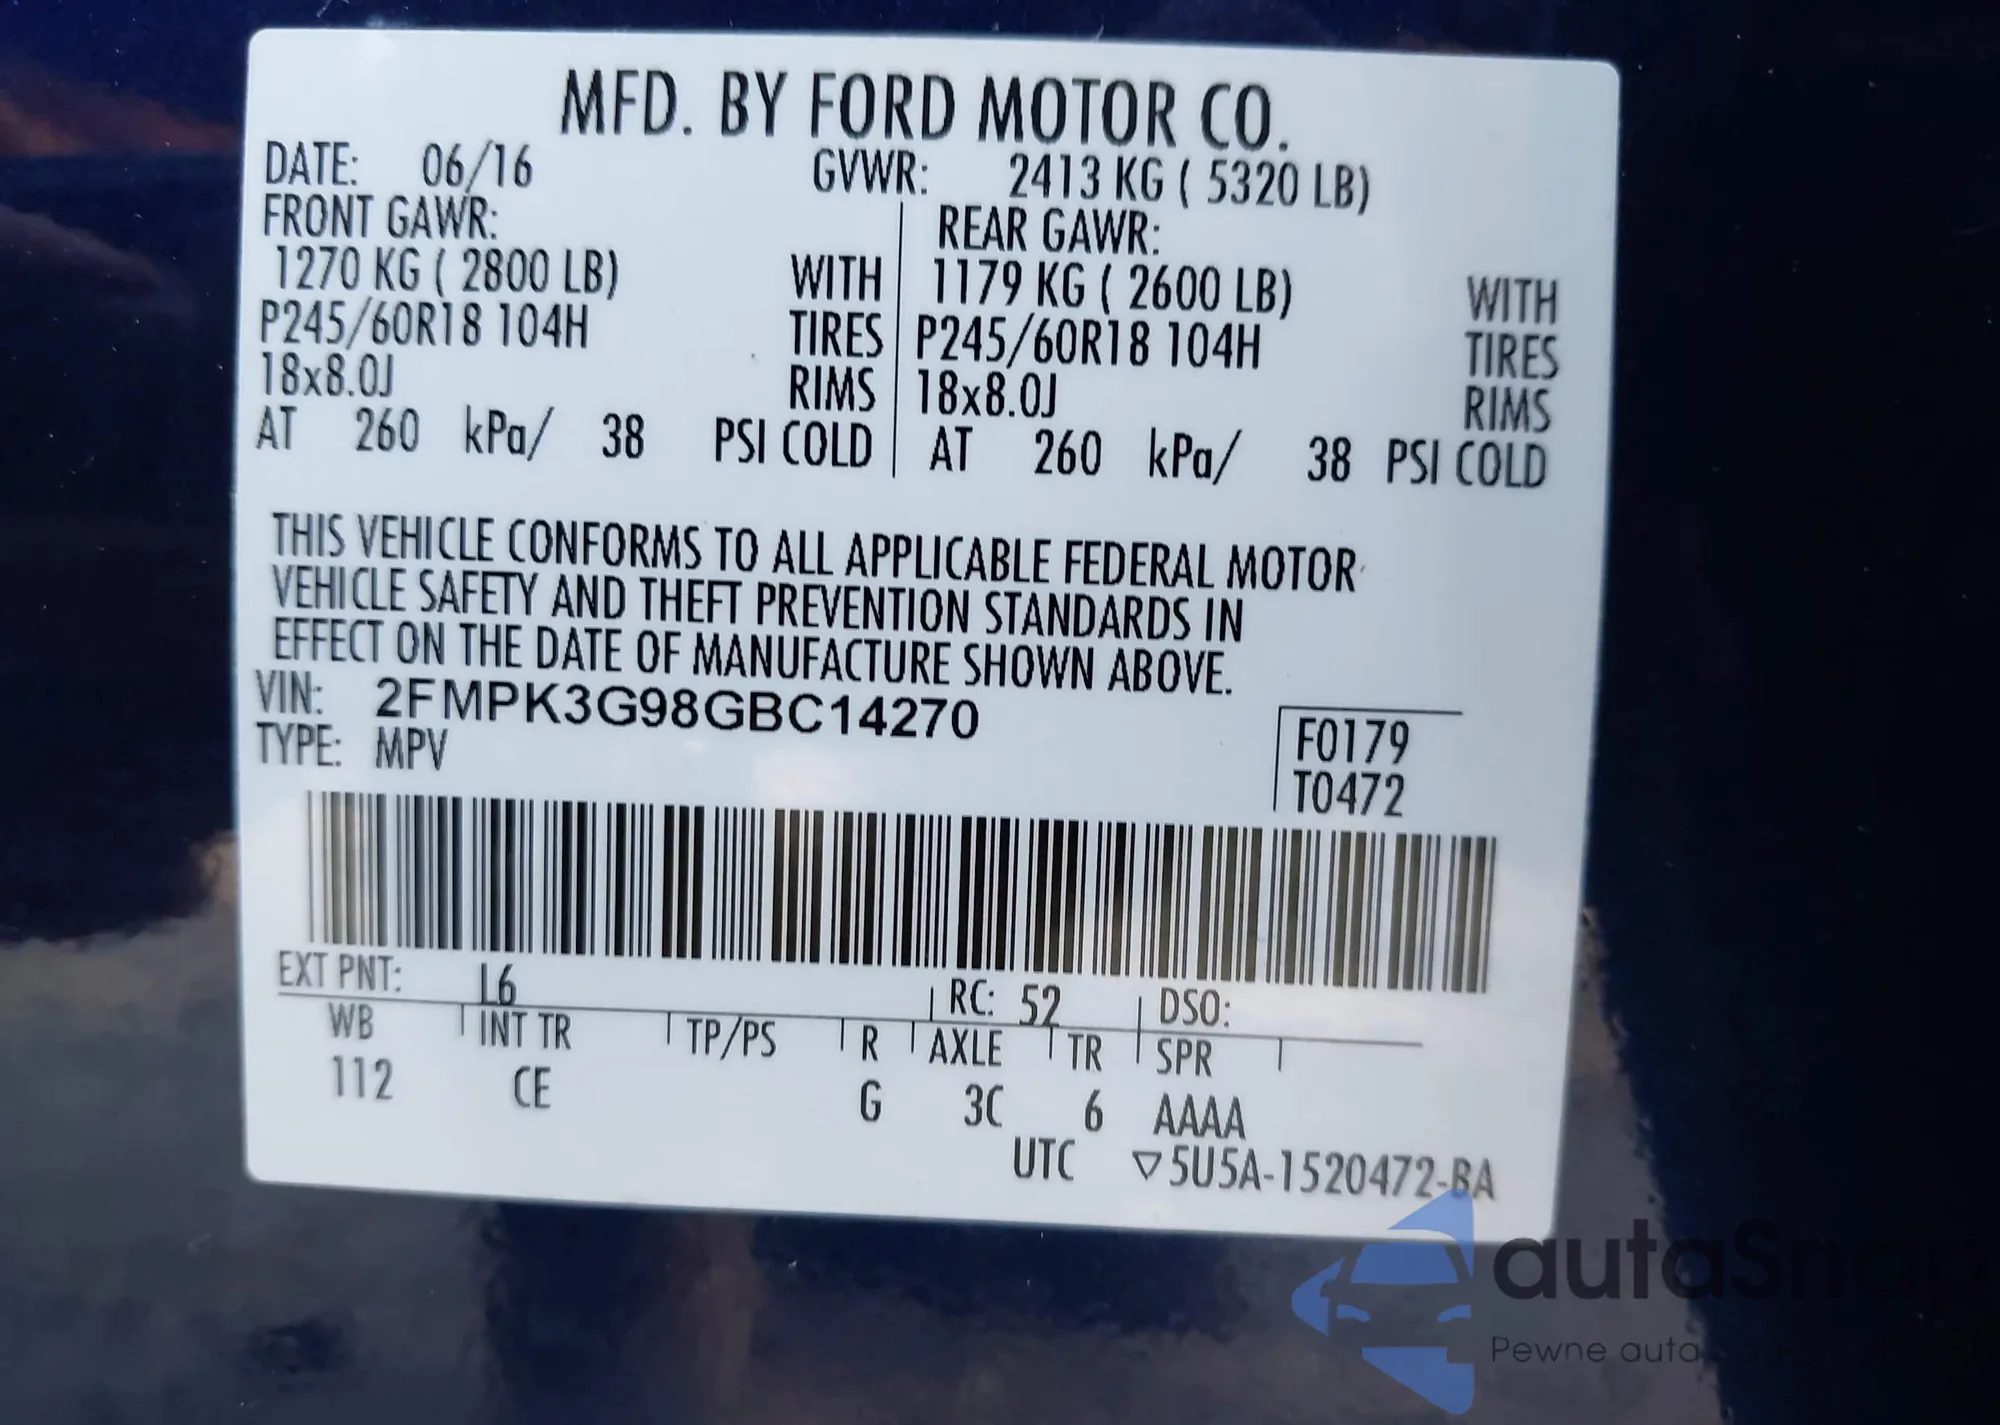 MFD. BY FORD MOTOR CO.
DATE: 06/16 GVWR: 2413 KG ( 5320 LB)
FRONT GAWR: REAR GAWR:
1270 KG ( 2800 LB) WITH 1179 KG ( 2600 LB) WITH
P245/60R18 104H TIRES P245/60R18 104H TIRES
18x8.0J RIMS 18x8.0J RIMS
AT 260 kPa/ 38 PSI COLD AT 260 kPa/ 38 PSI COLD
THIS VEHICLE CONFORMS TO ALL APPLICABLE FEDERAL MOTOR
VEHICLE SAFETY AND THEFT PREVENTION STANDARDS IN
EFFECT ON THE DATE OF MANUFACTURE SHOWN ABOVE.
VIN: 2FMPK3G98GBC14270
TYPE: MPV
F0179
T0472
EXT PNT: L6 RC: 52 DSO:
WB INT TR TP/PS R AXLE TR SPR
112 CE G 3C 6 AAAA
UTC ▽5U5A-1520472-BA
autaSnap
Pewne auta